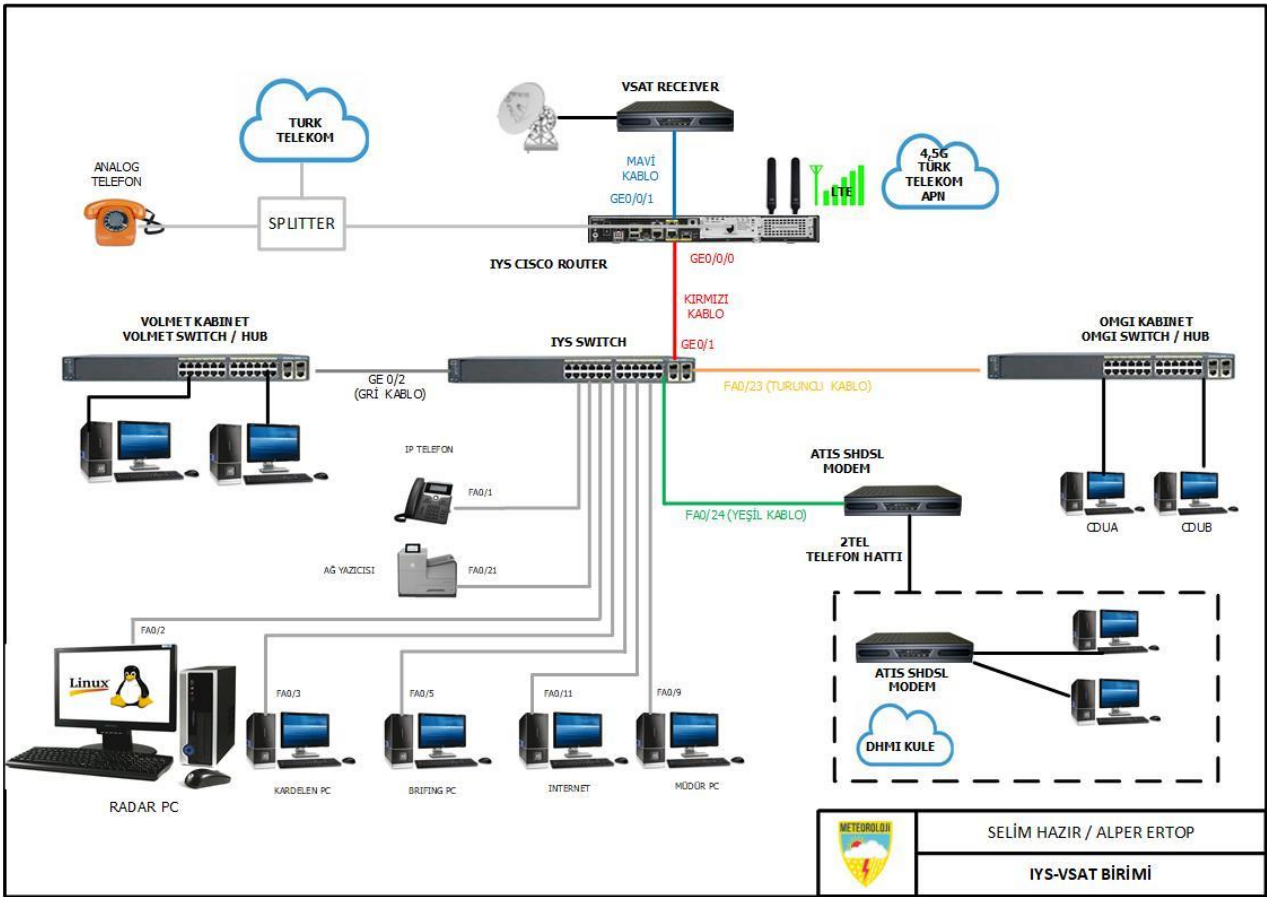 VSAT RECEIVER
TURK
TELEKOM
ANALOG
TELEFON
MAVİ
KABLO
GE0/0/1
LTE
4,5G
TÜRK
TELEKOM
APN
SPLITTER
IYS CISCO ROUTER
GE0/0/0
KIRMIZI
KABLO
GE0/1
VOLMET KABINET
VOLMET SWITCH / HUB
IYS SWITCH
OMGI KABINET
OMGI SWITCH / HUB
GE 0/2
(GRİ KABLO)
FA0/23 (TURUNCU KABLO)
IP TELEFON
FA0/1
ATIS SHDSL
MODEM
FA0/24 (YEŞİL KABLO)
CDUA
CDUB
2TEL
TELEFON HATTI
AĞ YAZICISI
FA0/21
FA0/2
Linux
FA0/3
FA0/5
FA0/11
FA0/9
ATIS SHDSL
MODEM
DHMI KULE
RADAR PC
KARDELEN PC
BRIFING PC
INTERNET
MÜDÜR PC
METEOROLOJI
SELİM HAZIR / ALPER ERTOP
IYS-VSAT BİRİMİ